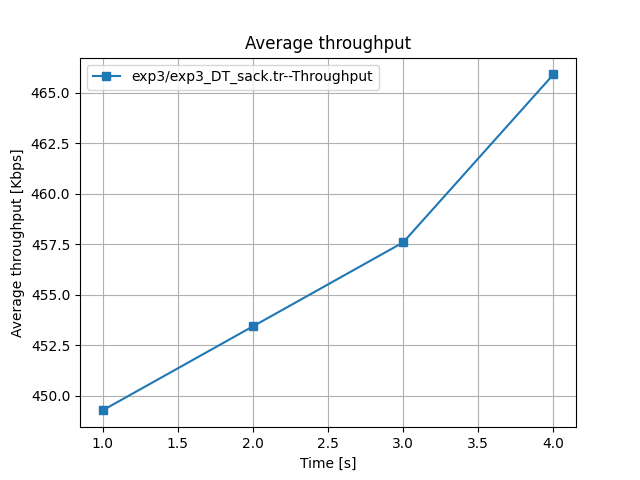 Average throughput
exp3/exp3_DT_sack.tr--Throughput
Average throughput [Kbps]
465.0
462.5
460.0
457.5
455.0
452.5
450.0
1.0 1.5 2.0 2.5 3.0 3.5 4.0
Time [s]